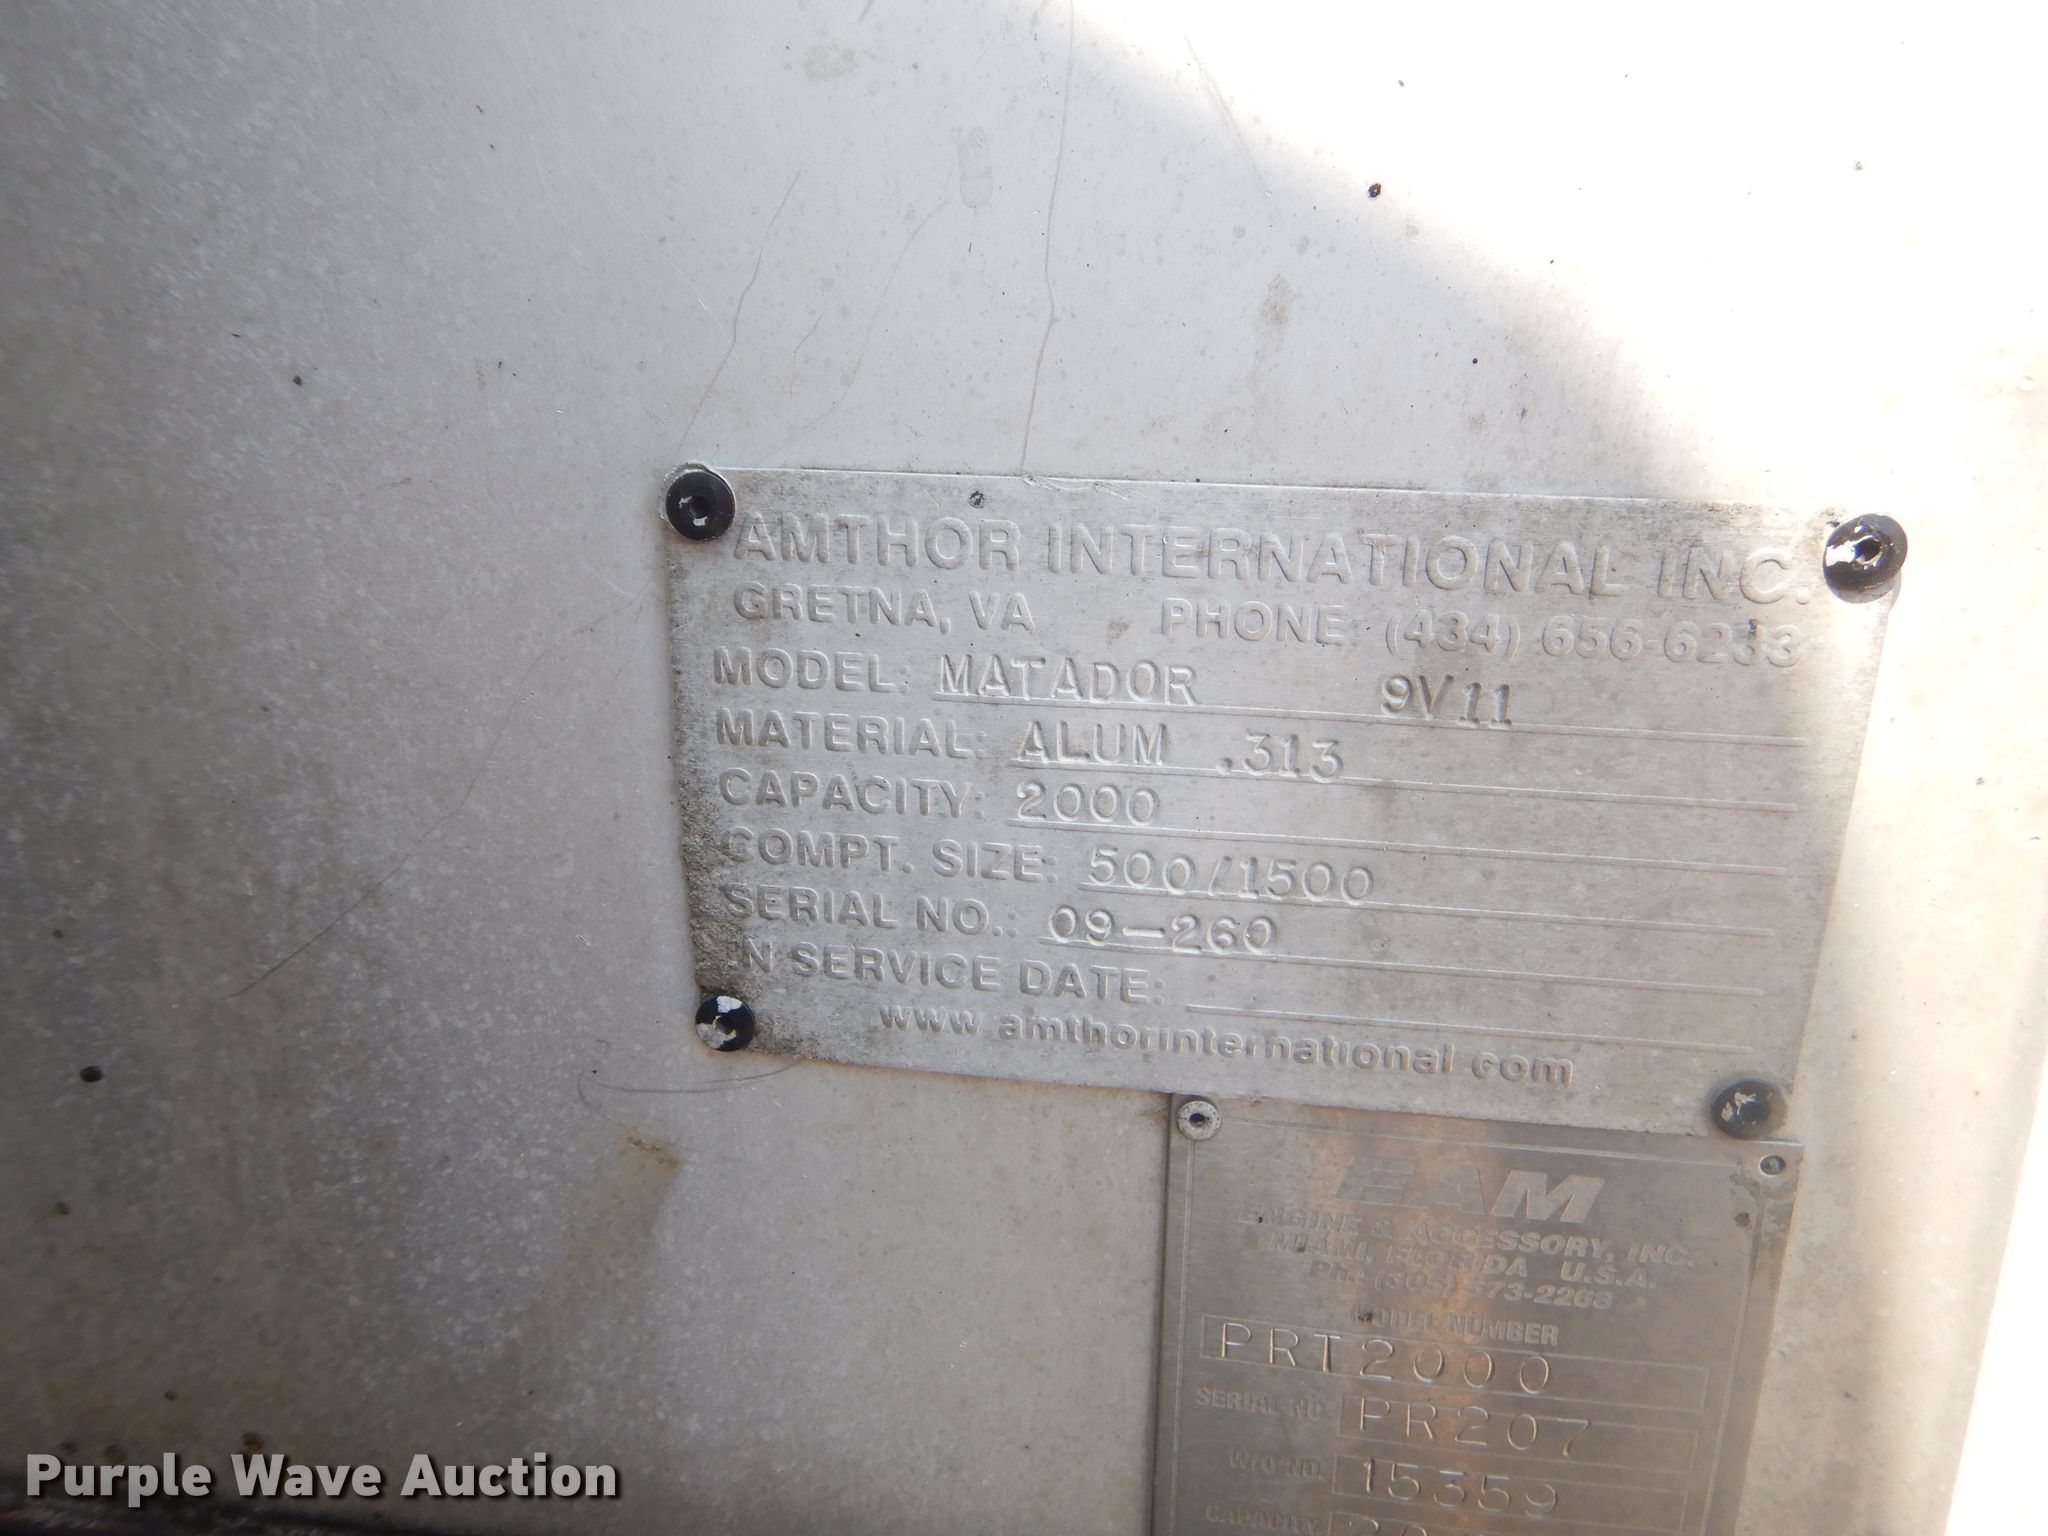 AMTHOR INTERNATIONAL INC.
GRETNA, VA PHONE: (434) 656-6233
MODEL: MATADOR 9V11
MATERIAL: ALUM .313
CAPACITY: 2000
COMPT. SIZE: 500/1500
SERIAL NO.: 09-260
IN SERVICE DATE:
www.amthorinternational.com
EAM
ENGINE & ACCESSORY, INC.
MIAMI, FLORIDA U.S.A.
Ph.: (305) 573-2268
MODEL NUMBER
PRT2000
SERIAL NO. PR207
W/O NO. 15359
CAPACITY
Purple Wave Auction